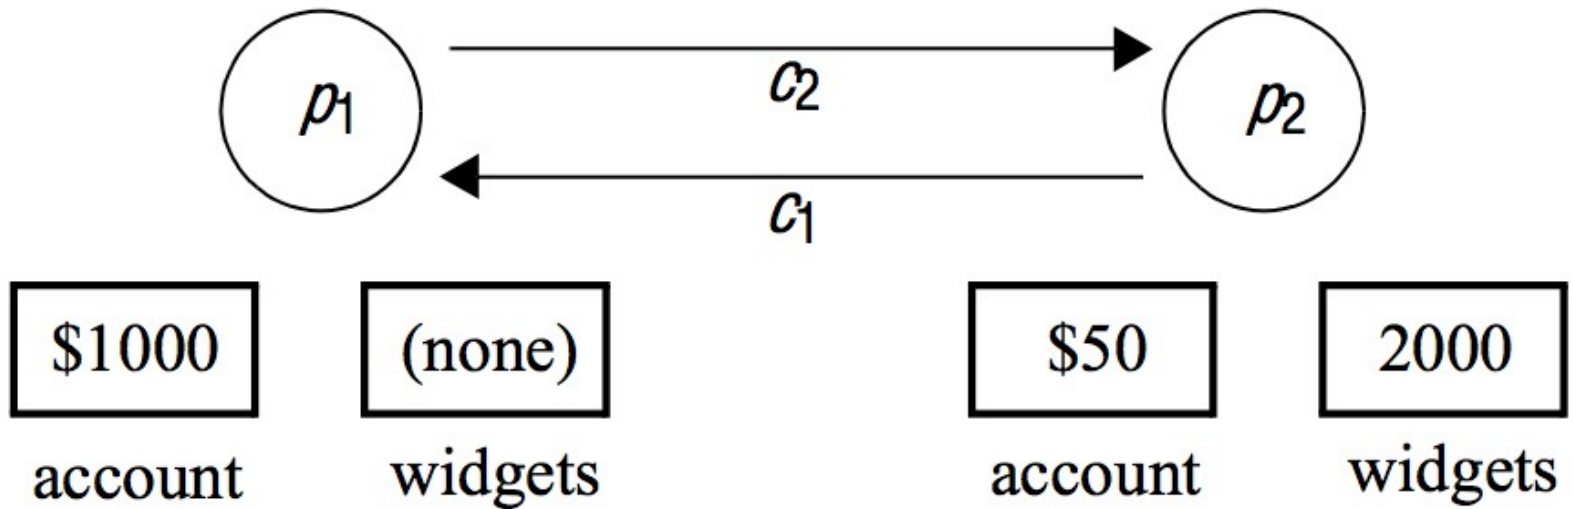 p1
c2
p2
c1
$1000
(none)
$50
2000
account
widgets
account
widgets